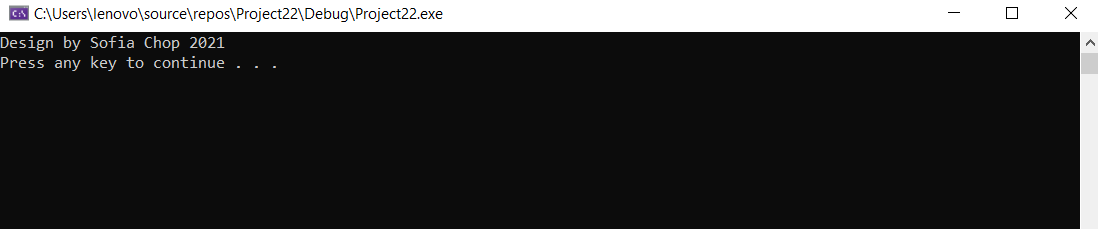 C:\Users\lenovo\source\repos\Project22\Debug\Project22.exe
Design by Sofia Chop 2021
Press any key to continue . . .